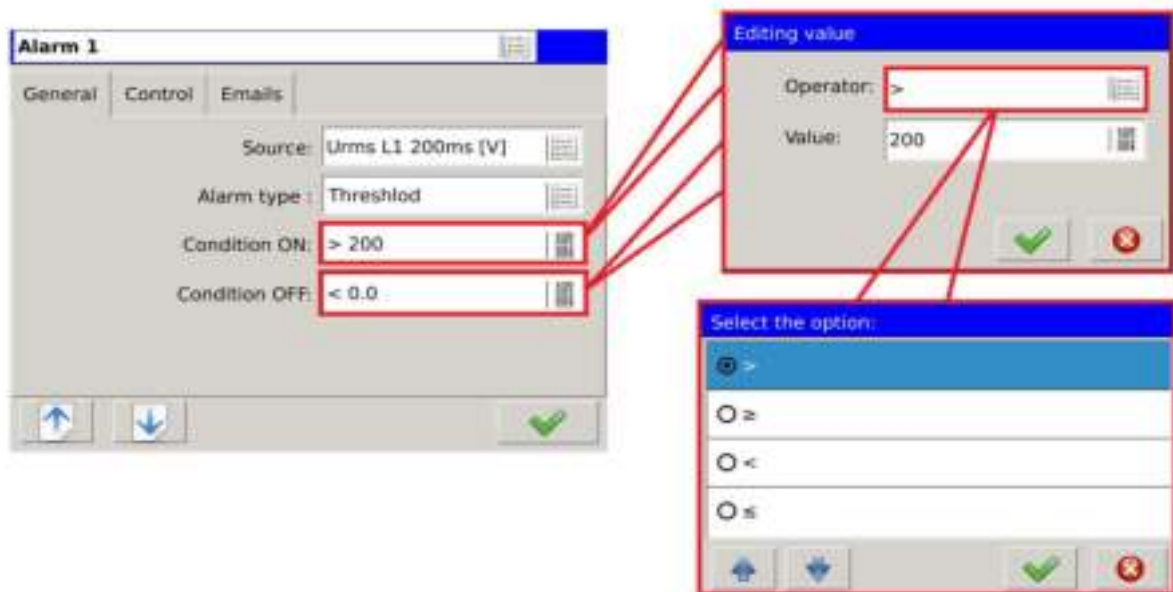 Alarm 1
General Control Emails
Source: Urms L1 200ms [V]
Alarm type : Threshlod
Condition ON: > 200
Condition OFF: < 0.0
Editing value
Operator: >
Value: 200
Select the option:
>
≥
<
≤